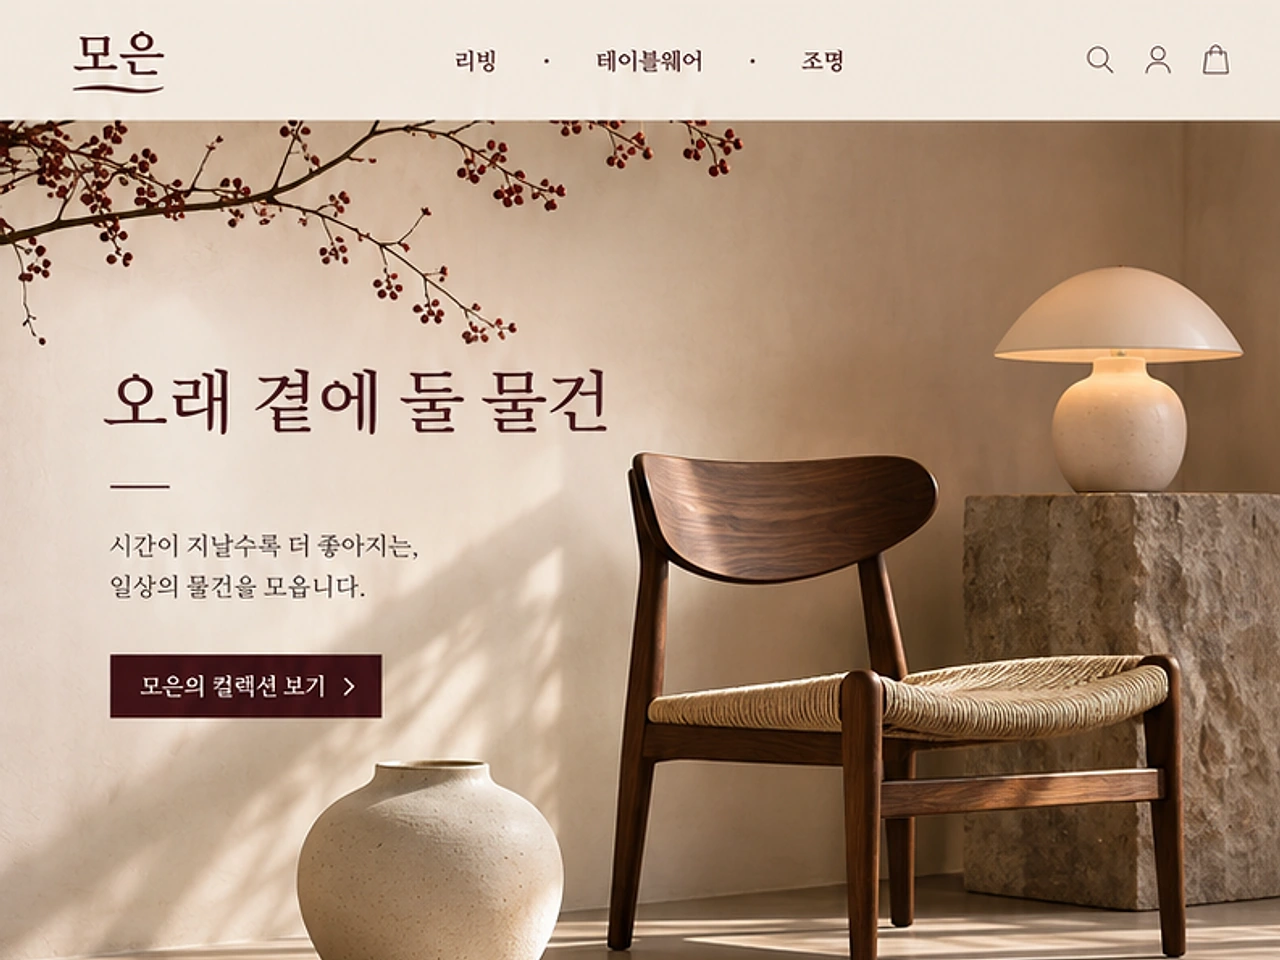 모은
리빙 · 테이블웨어 · 조명
오래 곁에 둘 물건
시간이 지날수록 더 좋아지는,
일상의 물건을 모읍니다.
모은의 컬렉션 보기